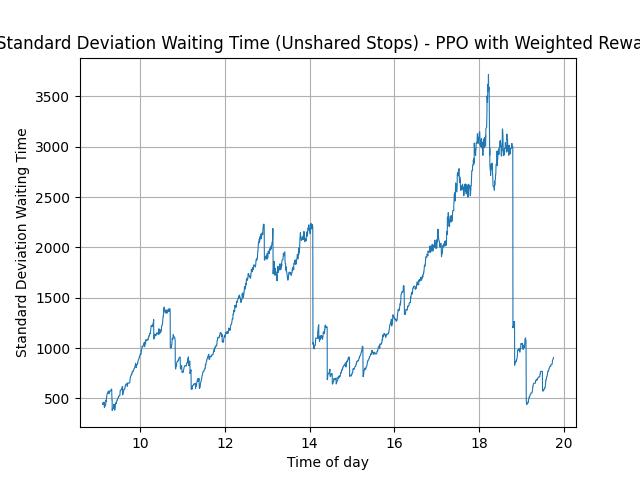 Standard Deviation Waiting Time (Unshared Stops) - PPO with Weighted
Standard Deviation Waiting Time
3500
3000
2500
2000
1500
1000
500
10 12 14 16 18 20
Time of day